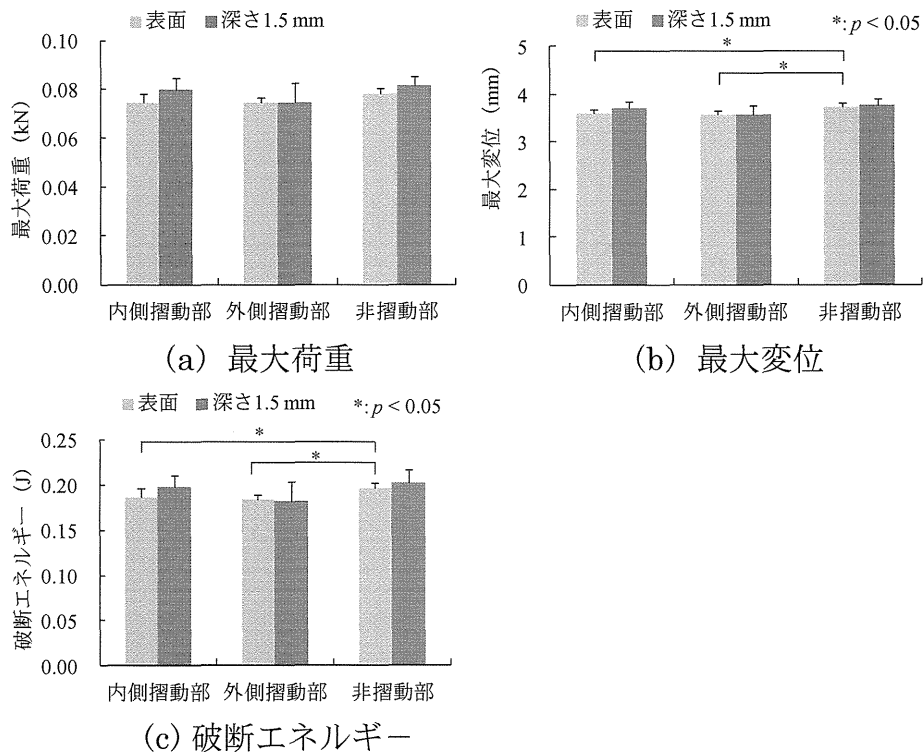 表面 深さ1.5 mm
最大荷重 (kN)
0.10
0.08
0.06
0.04
0.02
0.00
内側摺動部 外側摺動部 非摺動部
(a) 最大荷重
表面 深さ1.5 mm *: p < 0.05
最大変位 (mm)
5
4
3
2
1
0
*
*
内側摺動部 外側摺動部 非摺動部
(b) 最大変位
表面 深さ1.5 mm *: p < 0.05
破断エネルギー (J)
0.25
0.20
0.15
0.10
0.05
0.00
*
*
内側摺動部 外側摺動部 非摺動部
(c) 破断エネルギー